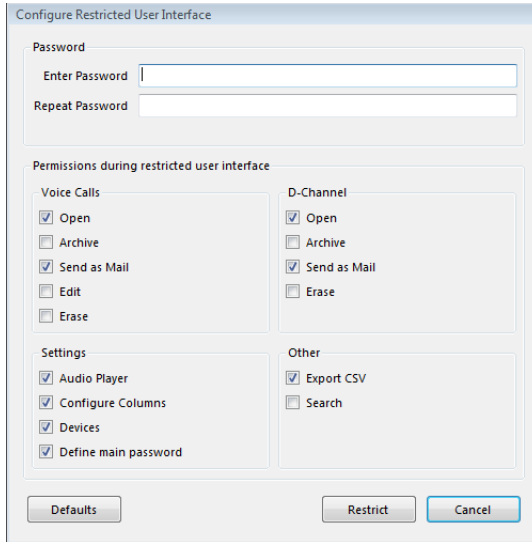 Configure Restricted User Interface
Password
Enter Password
Repeat Password
Permissions during restricted user interface
Voice Calls
Open
Archive
Send as Mail
Edit
Erase
D-Channel
Open
Archive
Send as Mail
Erase
Settings
Audio Player
Configure Columns
Devices
Define main password
Other
Export CSV
Search
Defaults
Restrict
Cancel